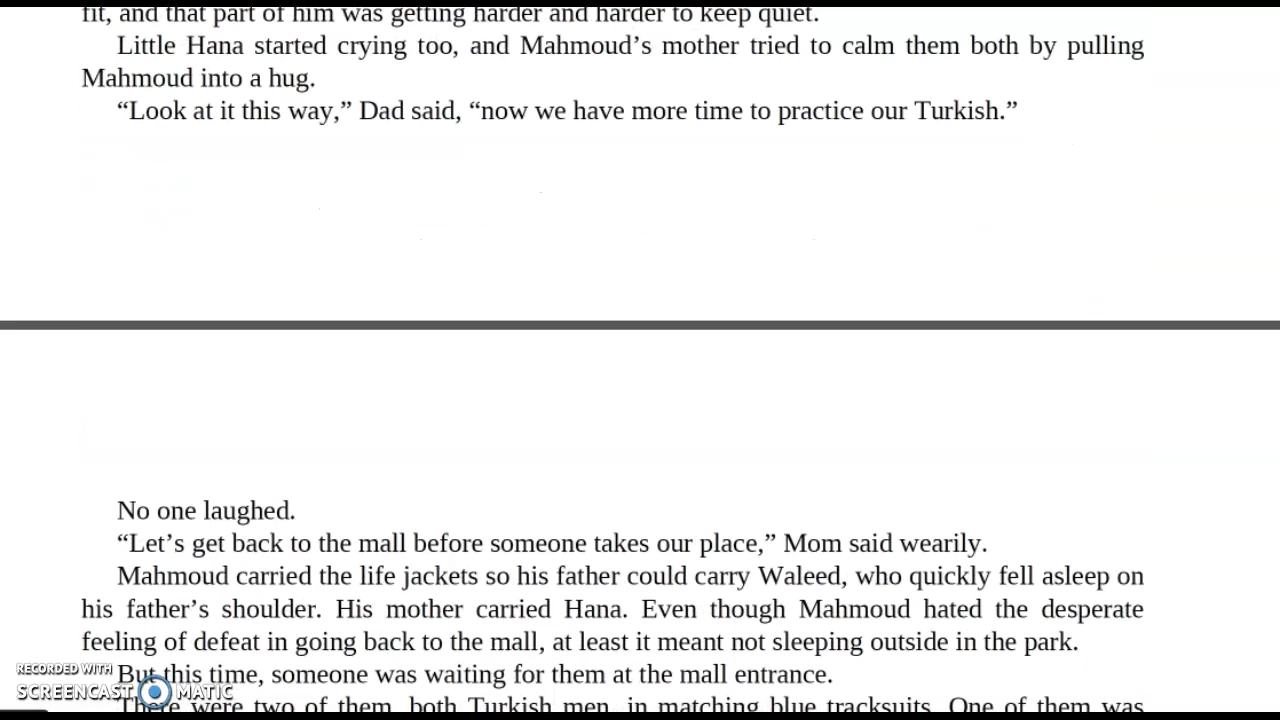 fit, and that part of him was getting harder and harder to keep quiet.
Little Hana started crying too, and Mahmoud’s mother tried to calm them both by pulling
Mahmoud into a hug.
“Look at it this way,” Dad said, “now we have more time to practice our Turkish.”
No one laughed.
“Let’s get back to the mall before someone takes our place,” Mom said wearily.
Mahmoud carried the life jackets so his father could carry Waleed, who quickly fell asleep on
his father’s shoulder. His mother carried Hana. Even though Mahmoud hated the desperate
feeling of defeat in going back to the mall, at least it meant not sleeping outside in the park.
But this time, someone was waiting for them at the mall entrance.
There were two of them, both Turkish men, in matching blue tracksuits. One of them was
RECORDED WITH
SCREENCAST MATIC